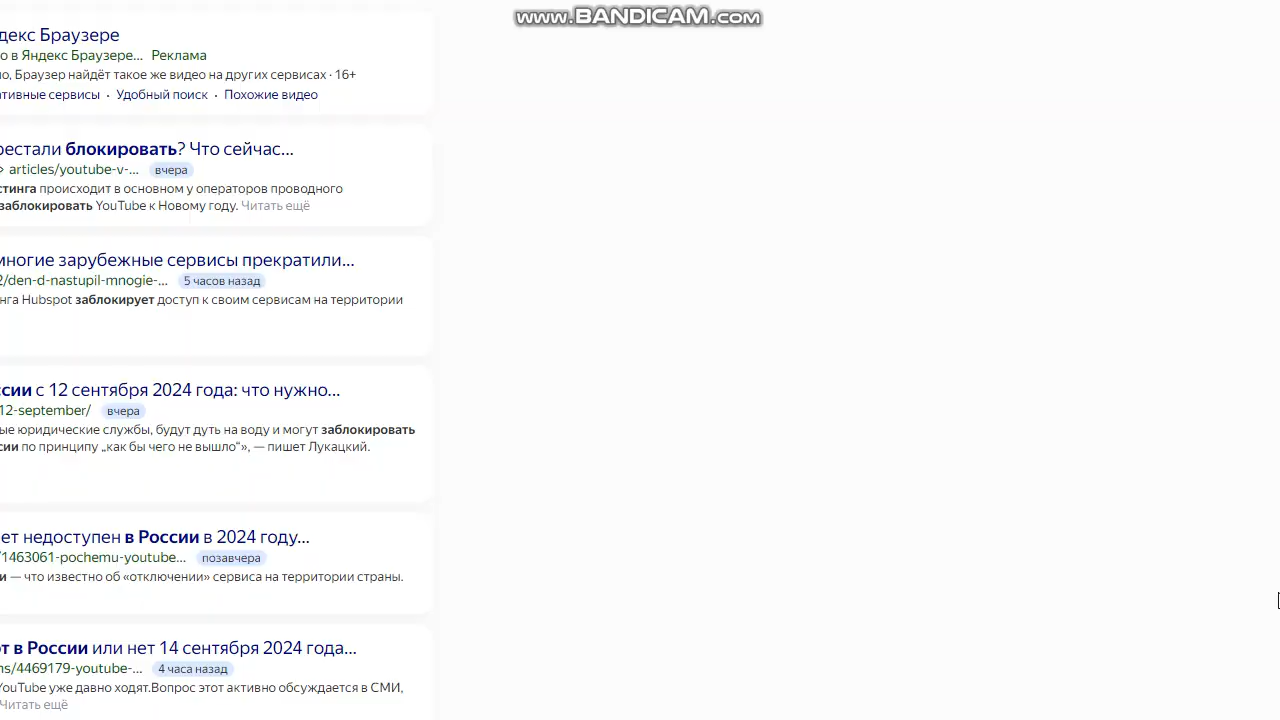 www.BANDICAM.com
декс Браузере
о в Яндекс Браузере... Реклама
о, Браузер найдёт такое же видео на других сервисах · 16+
тивные сервисы · Удобный поиск · Похожие видео
рестали блокировать? Что сейчас...
› articles/youtube-v-... вчера
стинга происходит в основном у операторов проводного
заблокировать YouTube к Новому году. Читать ещё
многие зарубежные сервисы прекратили...
2/den-d-nastupil-mnogie-... 5 часов назад
нга Hubspot заблокирует доступ к своим сервисам на территории
сии с 12 сентября 2024 года: что нужно...
12-september/ вчера
ые юридические службы, будут дуть на воду и могут заблокировать
сии по принципу „как бы чего не вышло“», — пишет Лукацкий.
ет недоступен в России в 2024 году...
1463061-pochemu-youtube... позавчера
и — что известно об «отключении» сервиса на территории страны.
т в России или нет 14 сентября 2024 года...
ns/4469179-youtube-... 4 часа назад
YouTube уже давно ходят.Вопрос этот активно обсуждается в СМИ,
Читать ещё